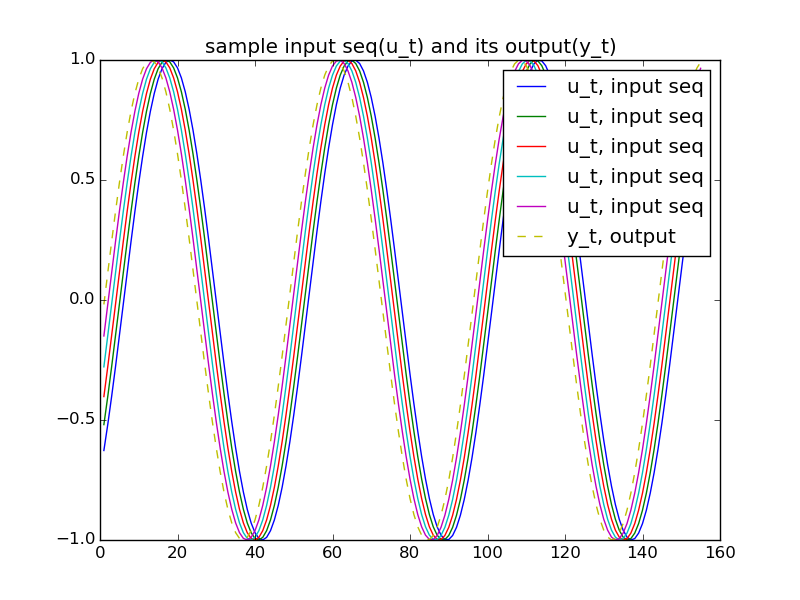 sample input seq(u_t) and its output(y_t)
1.0
0.5
0.0
−0.5
−1.0
u_t, input seq
u_t, input seq
u_t, input seq
u_t, input seq
u_t, input seq
y_t, output
0 20 40 60 80 100 120 140 160